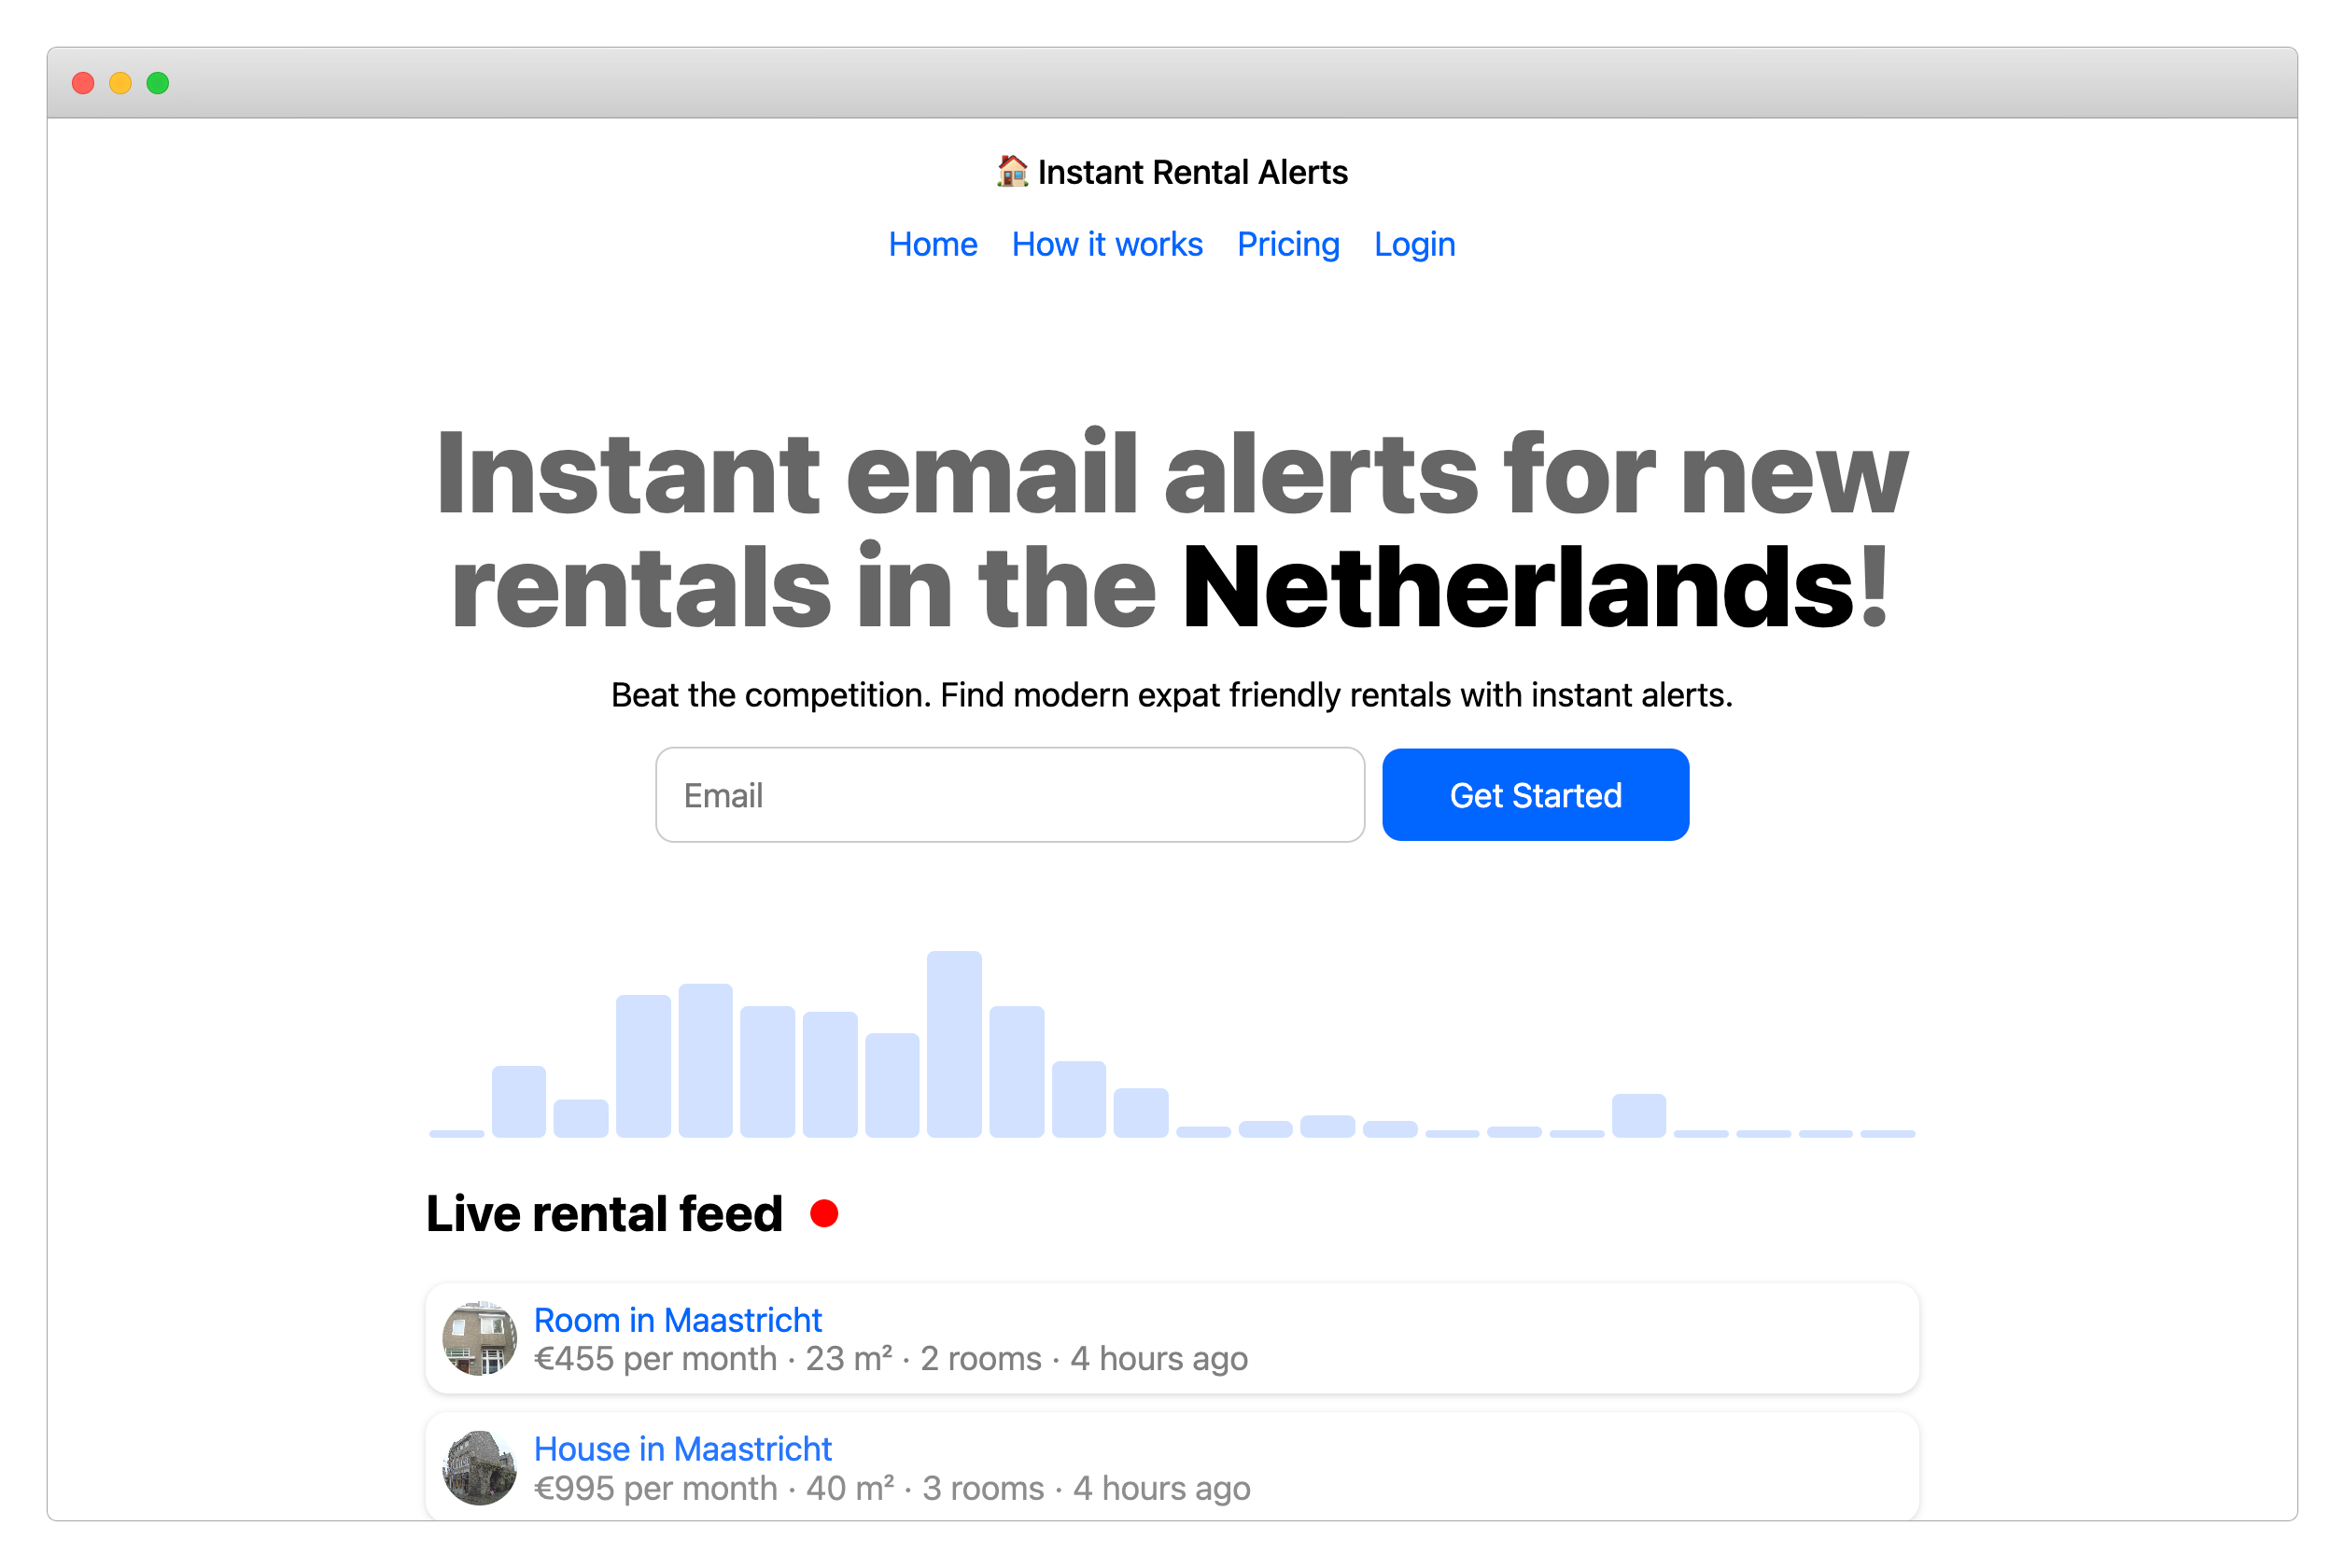 Instant Rental Alerts
Home How it works Pricing Login
Instant email alerts for new
rentals in the Netherlands!
Beat the competition. Find modern expat friendly rentals with instant alerts.
Email Get Started
Live rental feed
Room in Maastricht
€455 per month · 23 m² · 2 rooms · 4 hours ago
House in Maastricht
€995 per month · 40 m² · 3 rooms · 4 hours ago